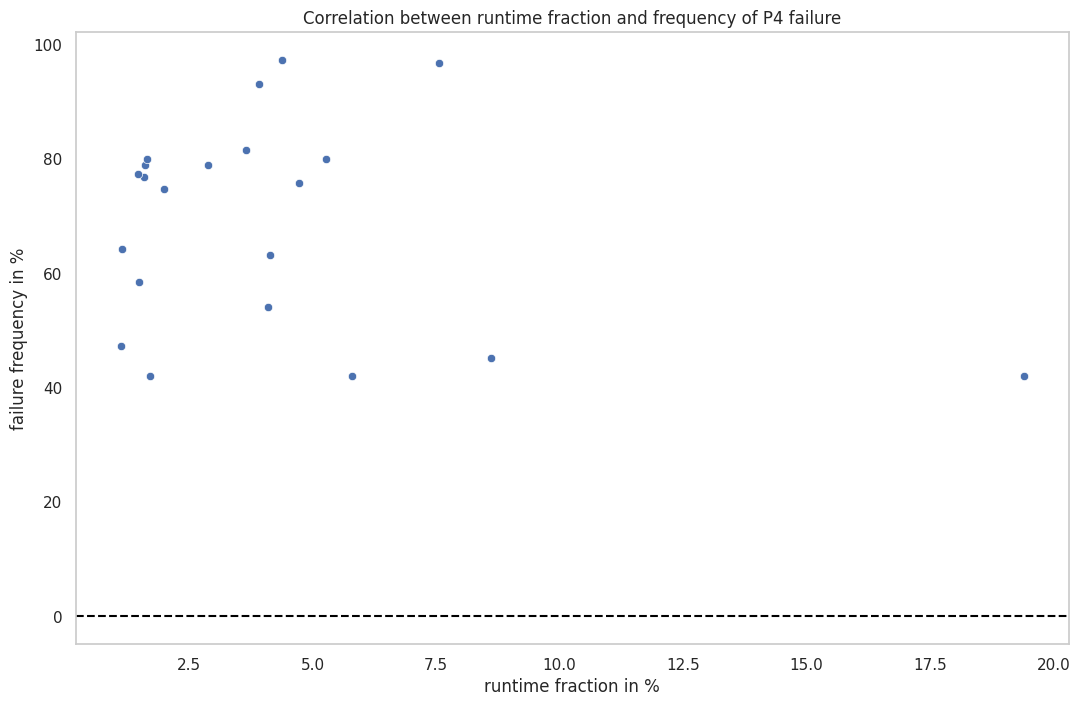 Correlation between runtime fraction and frequency of P4 failure
100
80
60
40
20
0
failure frequency in %
2.5 5.0 7.5 10.0 12.5 15.0 17.5 20.0
runtime fraction in %